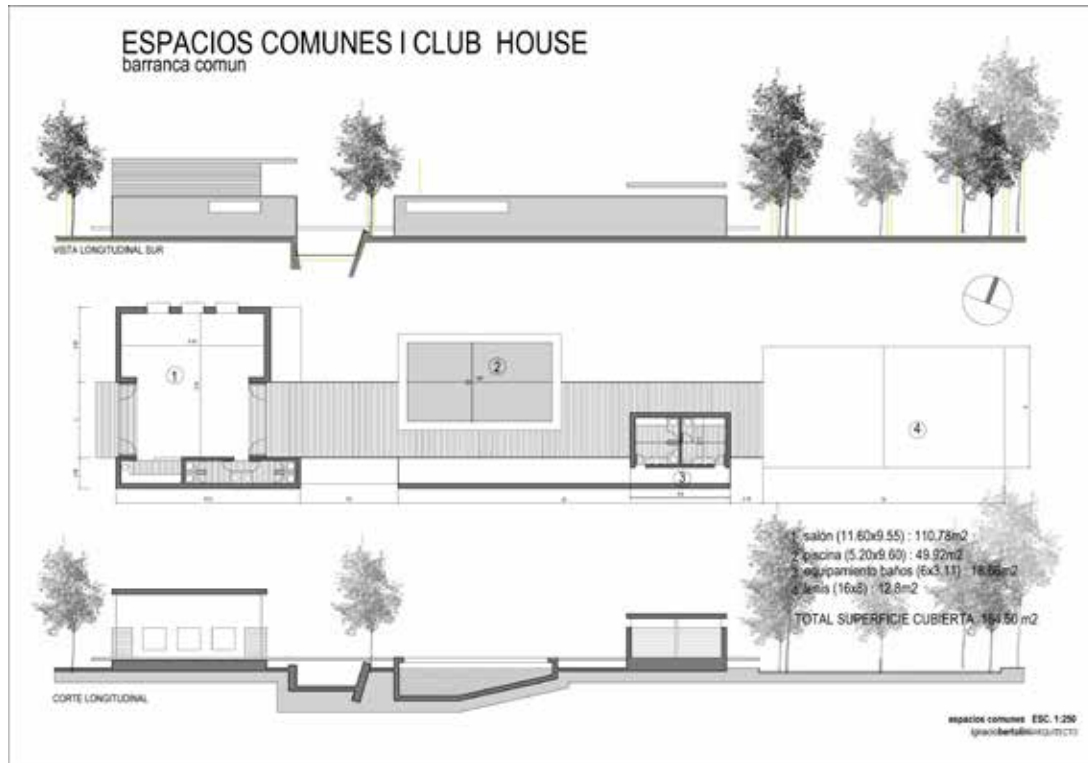 ESPACIOS COMUNES I CLUB HOUSE
barranca comun
VISTA LONGITUDINAL SUR
1
2
3
4
1 salón (11.60x9.55) : 110.78m2
2 piscina (5.20x9.60) : 49.92m2
3 equipamiento baños (6x3.11) : 18.66m2
4 tenis (16x8) : 12.8m2
TOTAL SUPERFICIE CUBIERTA
CORTE LONGITUDINAL
espacios comunes ESC. 1:250
ignaciobertoliniARQUITECTO